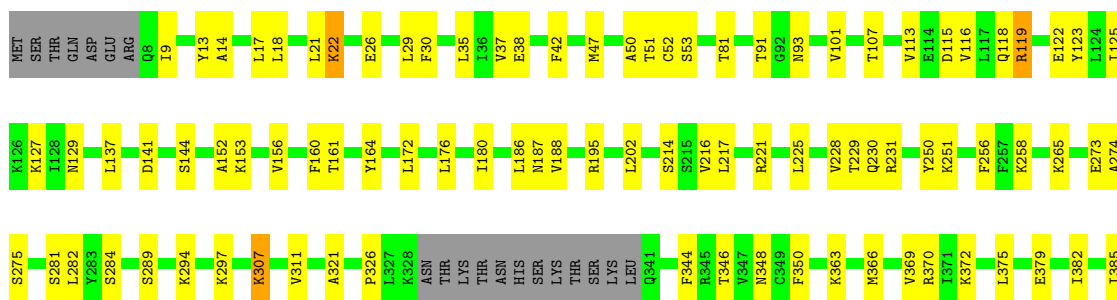 MET SER THR GLN ASP GLU ARG Q8 I9 Y13 A14 L17 L18 L21 K22 E26 L29 F30 L35 I36 V37 E38 F42 M47 A50 T51 C52 S53 T81 T91 G92 N93 V101 T107 V113 E114 D115 V116 L117 Q118 R119 E122 Y123 L124 I125
K126 K127 I128 N129 L137 D141 S144 A152 K153 V156 F160 T161 Y164 L172 L176 I180 L186 N187 V188 R195 L202 S214 S215 V216 L217 R221 L225 V228 T229 Q230 R231 Y250 K251 F256 F257 K258 K265 E273 A274
S275 S281 L282 Y283 S284 S289 K294 K297 K307 V311 A321 P326 L327 K328 ASN THR LYS THR ASN HIS SER LYS THR SER LYS LEU Q341 F344 R345 T346 V347 N348 C349 F350 K363 M366 V369 R370 I371 K372 L375 E379 I382 I385